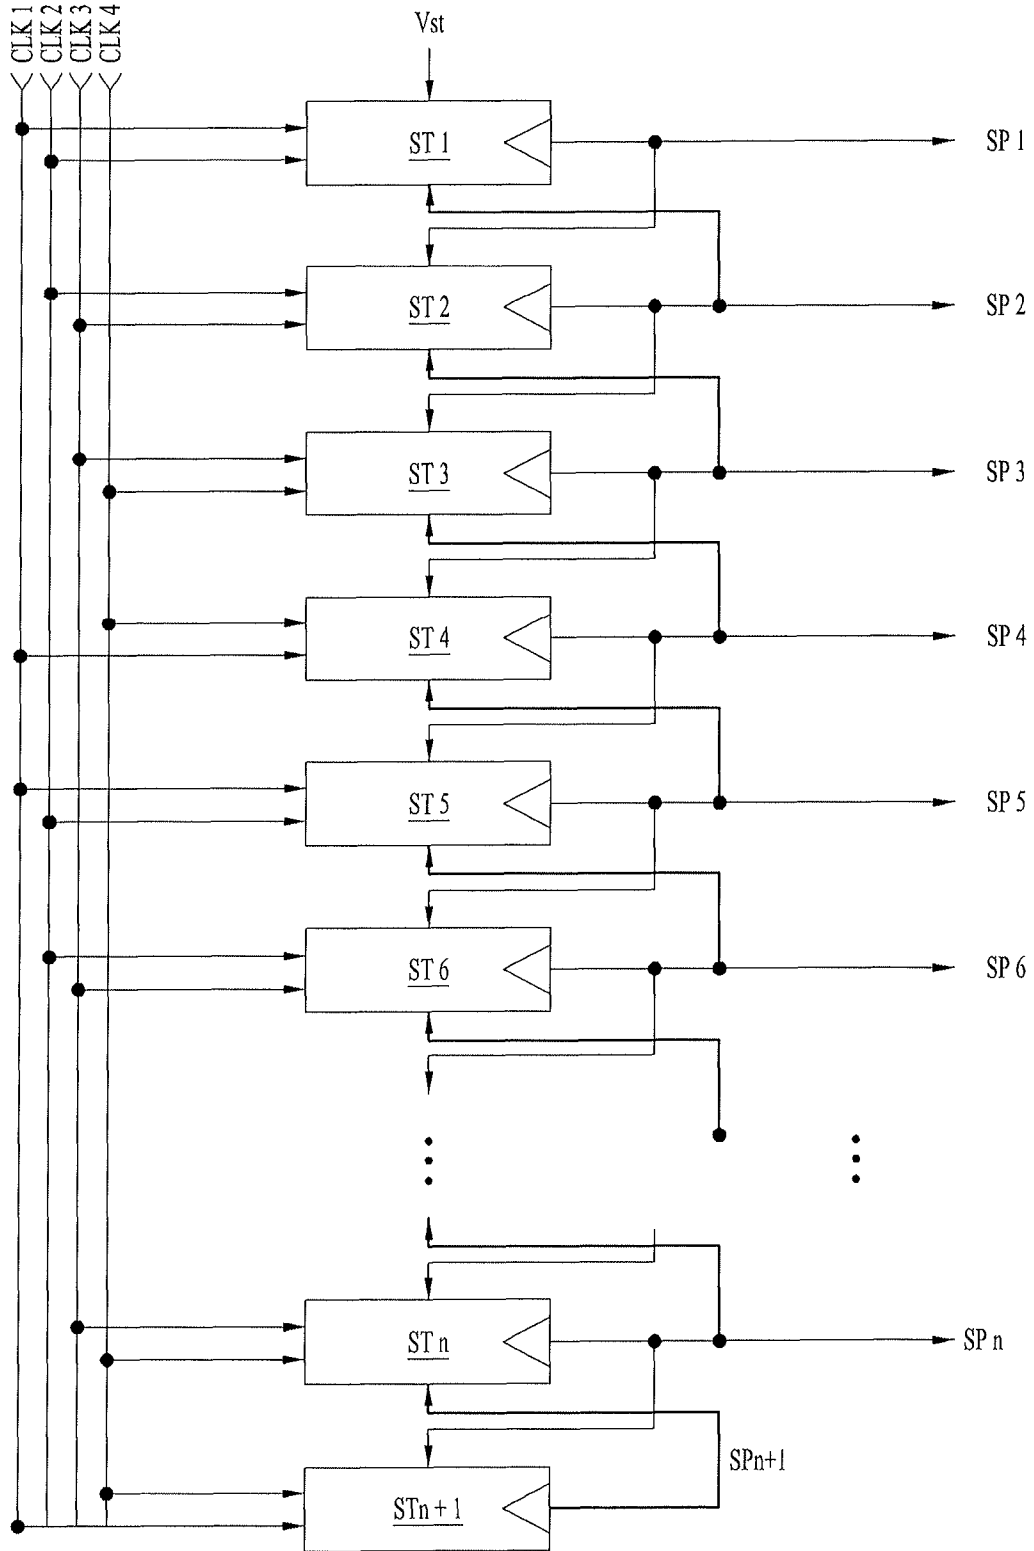 CLK 1
CLK 2
CLK 3
CLK 4
Vst
ST 1
SP 1
ST 2
SP 2
ST 3
SP 3
ST 4
SP 4
ST 5
SP 5
ST 6
SP 6
ST n
SP n
SPn+1
STn + 1